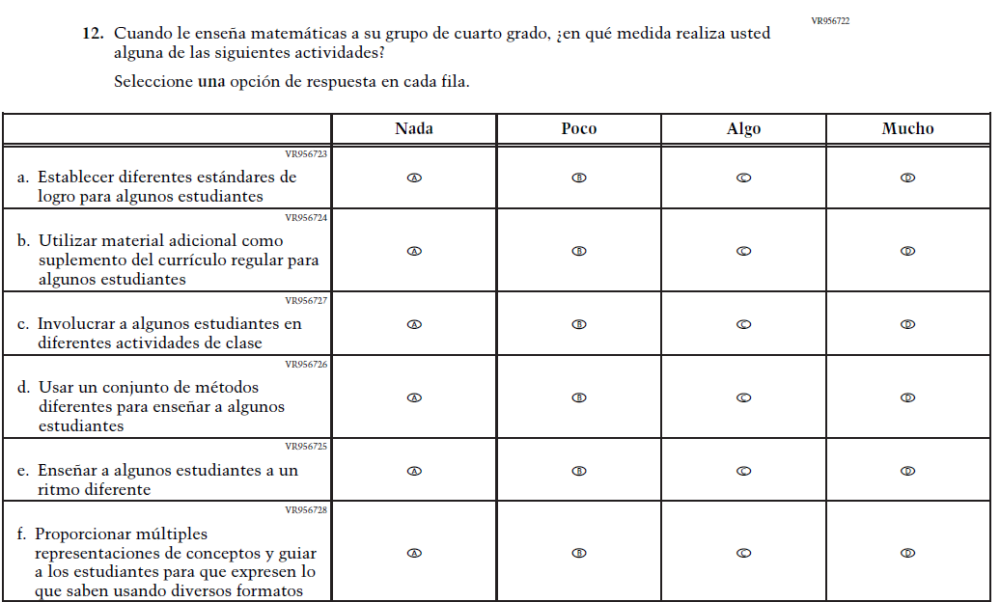 VR956722
12. Cuando le enseña matemáticas a su grupo de cuarto grado, ¿en qué medida realiza usted
alguna de las siguientes actividades?
Seleccione una opción de respuesta en cada fila.
Nada Poco Algo Mucho
VR956723
a. Establecer diferentes estándares de
logro para algunos estudiantes
A B C D
VR956724
b. Utilizar material adicional como
suplemento del currículo regular para
algunos estudiantes
A B C D
VR956727
c. Involucrar a algunos estudiantes en
diferentes actividades de clase
A B C D
VR956726
d. Usar un conjunto de métodos
diferentes para enseñar a algunos
estudiantes
A B C D
VR956725
e. Enseñar a algunos estudiantes a un
ritmo diferente
A B C D
VR956728
f. Proporcionar múltiples
representaciones de conceptos y guiar
a los estudiantes para que expresen lo
que saben usando diversos formatos
A B C D